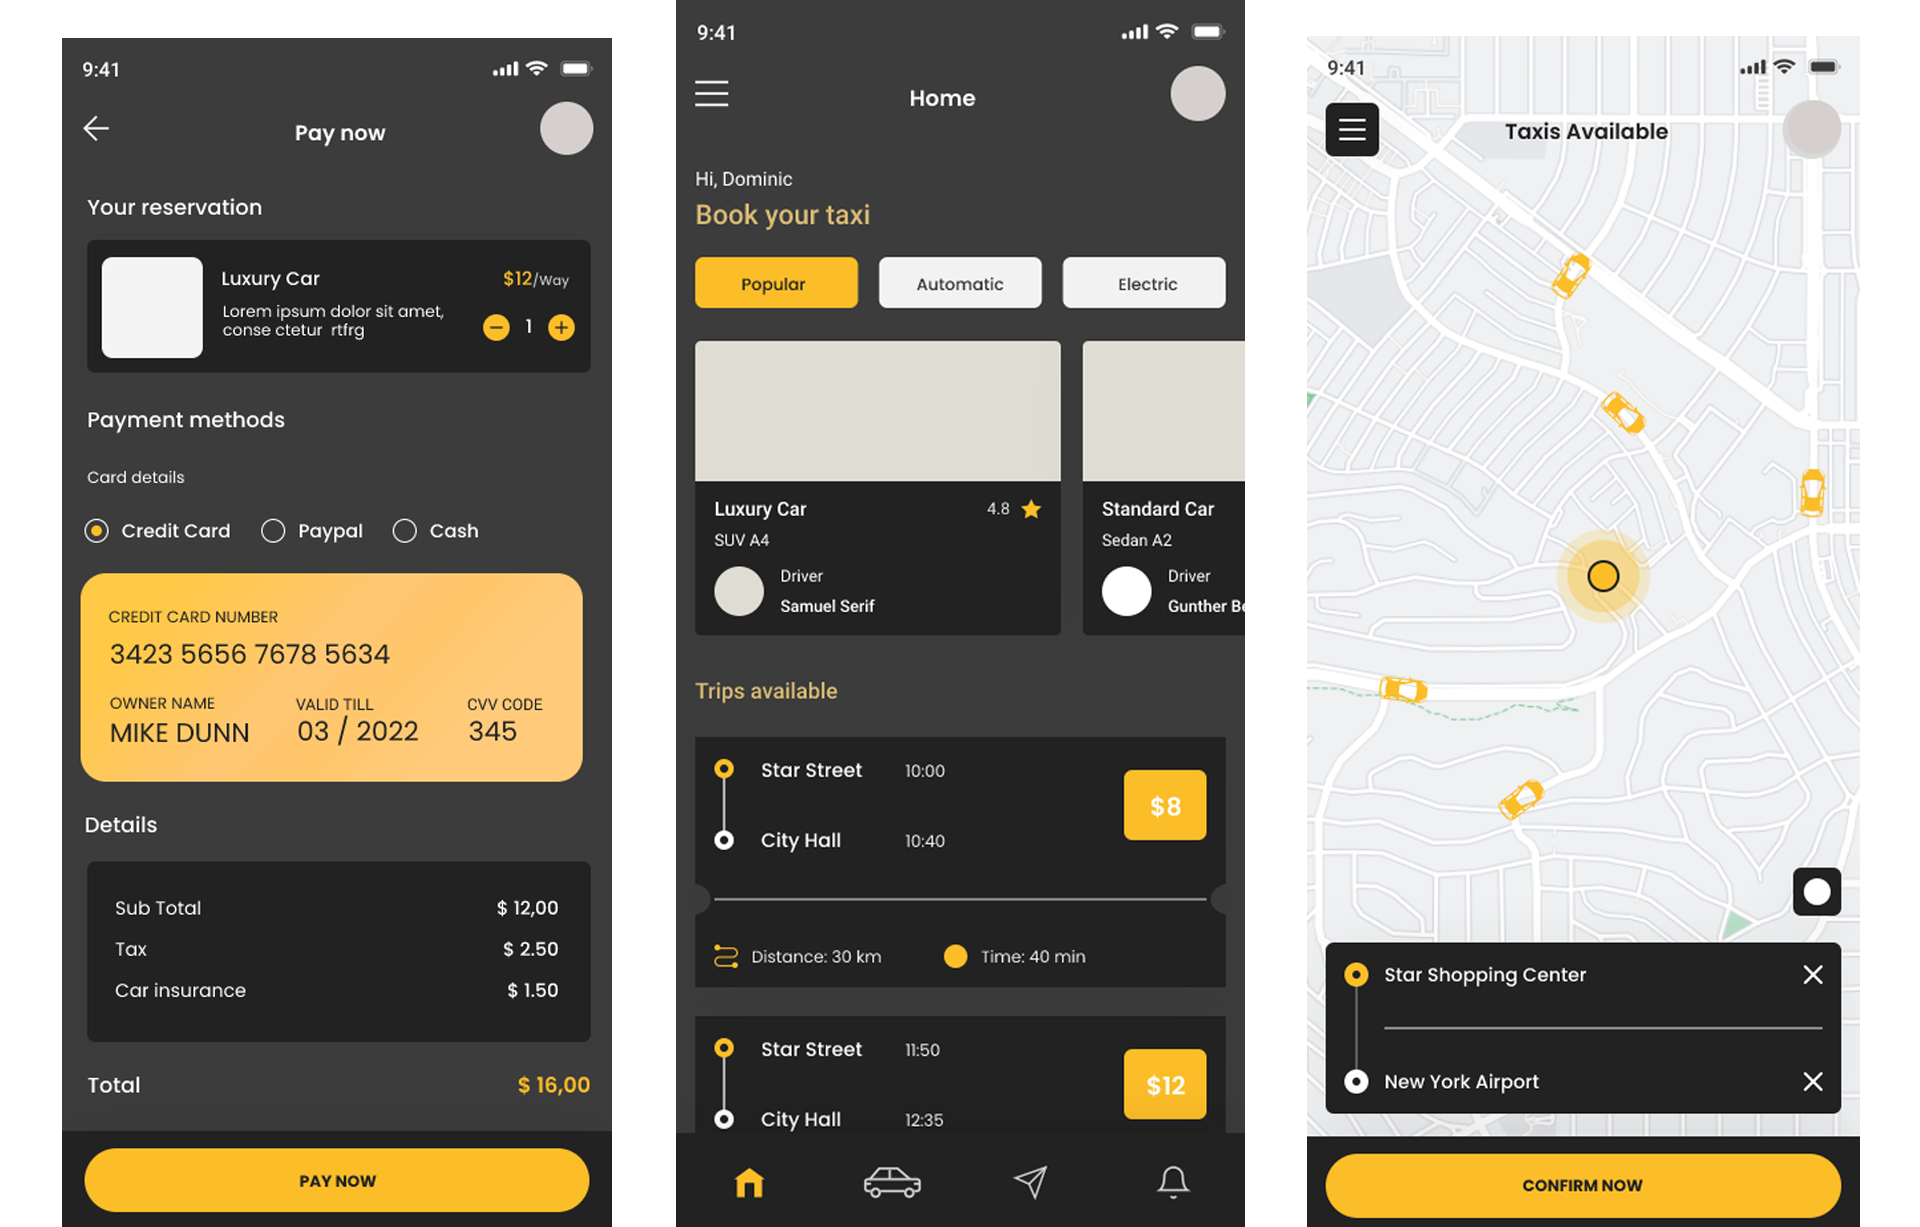 9:41
Pay now
Your reservation
Luxury Car
$12/Way
Lorem ipsum dolor sit amet,
conse ctetur rtfrg
1
Payment methods
Card details
Credit Card
Paypal
Cash
CREDIT CARD NUMBER
3423 5656 7678 5634
OWNER NAME
VALID TILL
CVV CODE
MIKE DUNN
03 / 2022
345
Details
Sub Total
$ 12,00
Tax
$ 2.50
Car insurance
$ 1.50
Total
$ 16,00
PAY NOW
9:41
Home
Hi, Dominic
Book your taxi
Popular
Automatic
Electric
Luxury Car
4.8
SUV A4
Driver
Samuel Serif
Standard Car
Sedan A2
Driver
Gunther
Trips available
Star Street
10:00
$8
City Hall
10:40
Distance: 30 km
Time: 40 min
Star Street
11:50
$12
City Hall
12:35
9:41
Taxis Available
Star Shopping Center
New York Airport
CONFIRM NOW